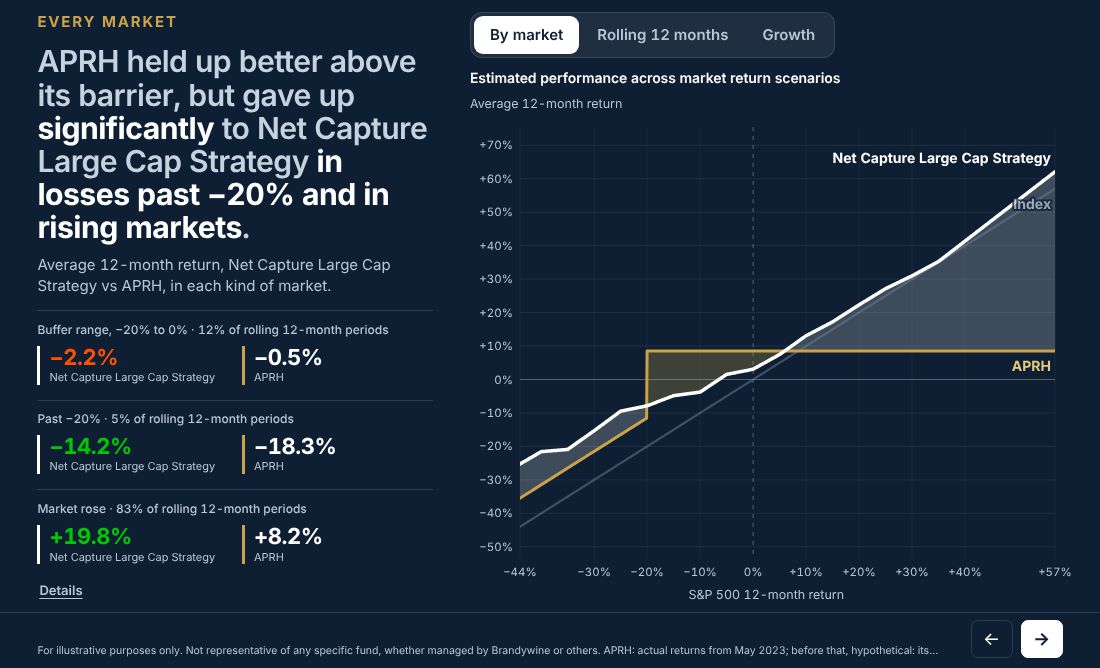 EVERY MARKET
APRH held up better above
its barrier, but gave up
significantly to Net Capture
Large Cap Strategy in
losses past −20% and in
rising markets.
Average 12-month return, Net Capture Large Cap
Strategy vs APRH, in each kind of market.
Buffer range, −20% to 0% · 12% of rolling 12-month periods
−2.2%
Net Capture Large Cap Strategy
−0.5%
APRH
Past −20% · 5% of rolling 12-month periods
−14.2%
Net Capture Large Cap Strategy
−18.3%
APRH
Market rose · 83% of rolling 12-month periods
+19.8%
Net Capture Large Cap Strategy
+8.2%
APRH
Details
By market
Rolling 12 months
Growth
Estimated performance across market return scenarios
Average 12-month return
+70%
+60%
+50%
+40%
+30%
+20%
+10%
0%
−10%
−20%
−30%
−40%
−50%
Net Capture Large Cap Strategy
Index
APRH
−44%
−30%
−20%
−10%
0%
+10%
+20%
+30%
+40%
+57%
S&P 500 12-month return
For illustrative purposes only. Not representative of any specific fund, whether managed by Brandywine or others. APRH: actual returns from May 2023; before that, hypothetical: its…